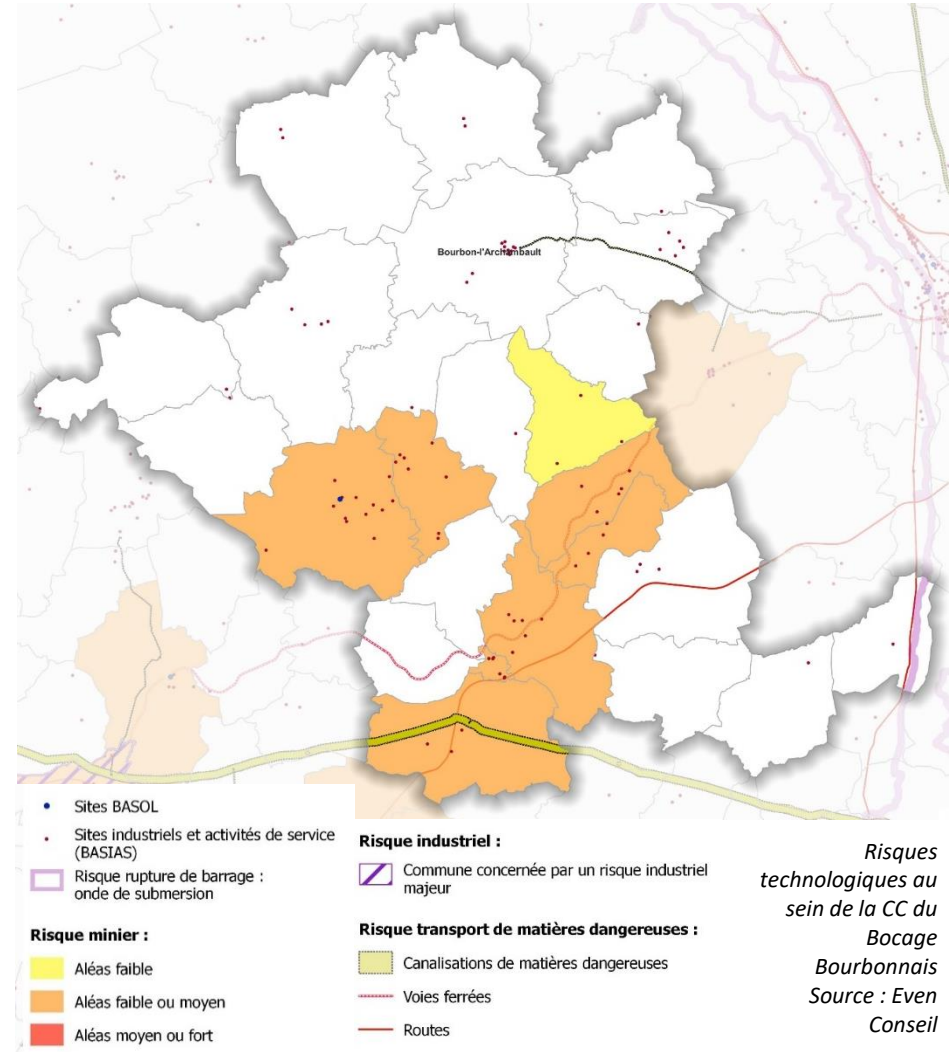 Bourbon-l'Archambault
Sites BASOL
Sites industriels et activités de service
(BASIAS)
Risque rupture de barrage :
onde de submersion
Risque minier :
Aléas faible
Aléas faible ou moyen
Aléas moyen ou fort
Risque industriel :
Commune concernée par un risque industriel
majeur
Risque transport de matières dangereuses :
Canalisations de matières dangereuses
Voies ferrées
Routes
Risques
technologiques au
sein de la CC du
Bocage
Bourbonnais
Source : Even
Conseil